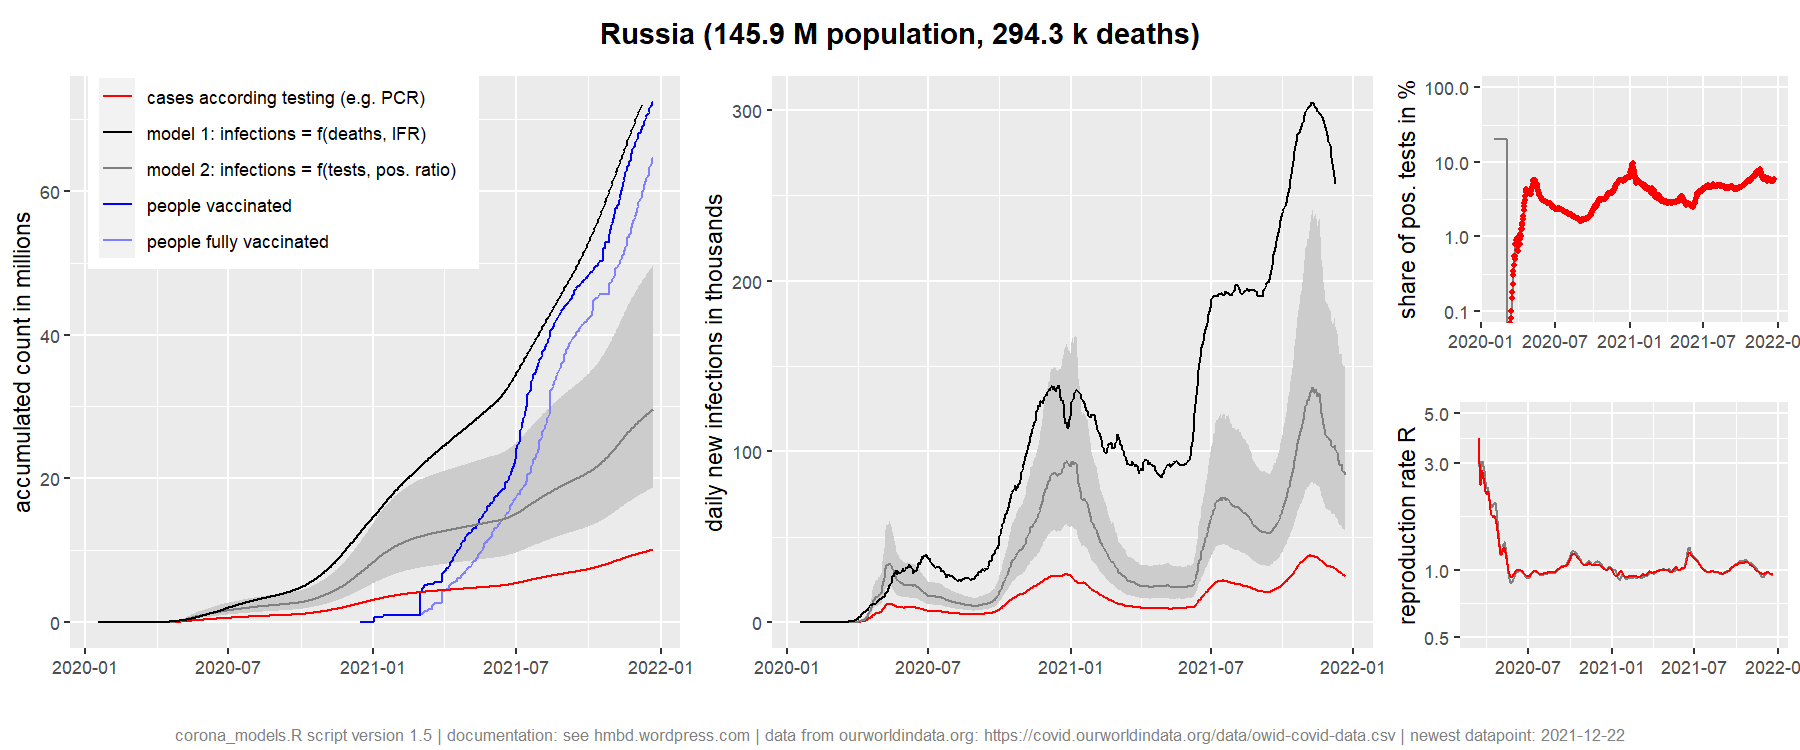 Russia (145.9 M population, 294.3 k deaths)
cases according testing (e.g. PCR)
model 1: infections = f(deaths, IFR)
model 2: infections = f(tests, pos. ratio)
people vaccinated
people fully vaccinated
accumulated count in millions
60
40
20
0
2020-01 2020-07 2021-01 2021-07 2022-01
daily new infections in thousands
300
200
100
0
2020-01 2020-07 2021-01 2021-07 2022-01
share of pos. tests in %
100.0
10.0
1.0
0.1
2020-01 2020-07 2021-01 2021-07 2022-0
reproduction rate R
5.0
3.0
1.0
0.5
2020-07 2021-01 2021-07 2022-0
corona_models.R script version 1.5 | documentation: see hmbd.wordpress.com | data from ourworldindata.org: https://covid.ourworldindata.org/data/owid-covid-data.csv | newest datapoint: 2021-12-22